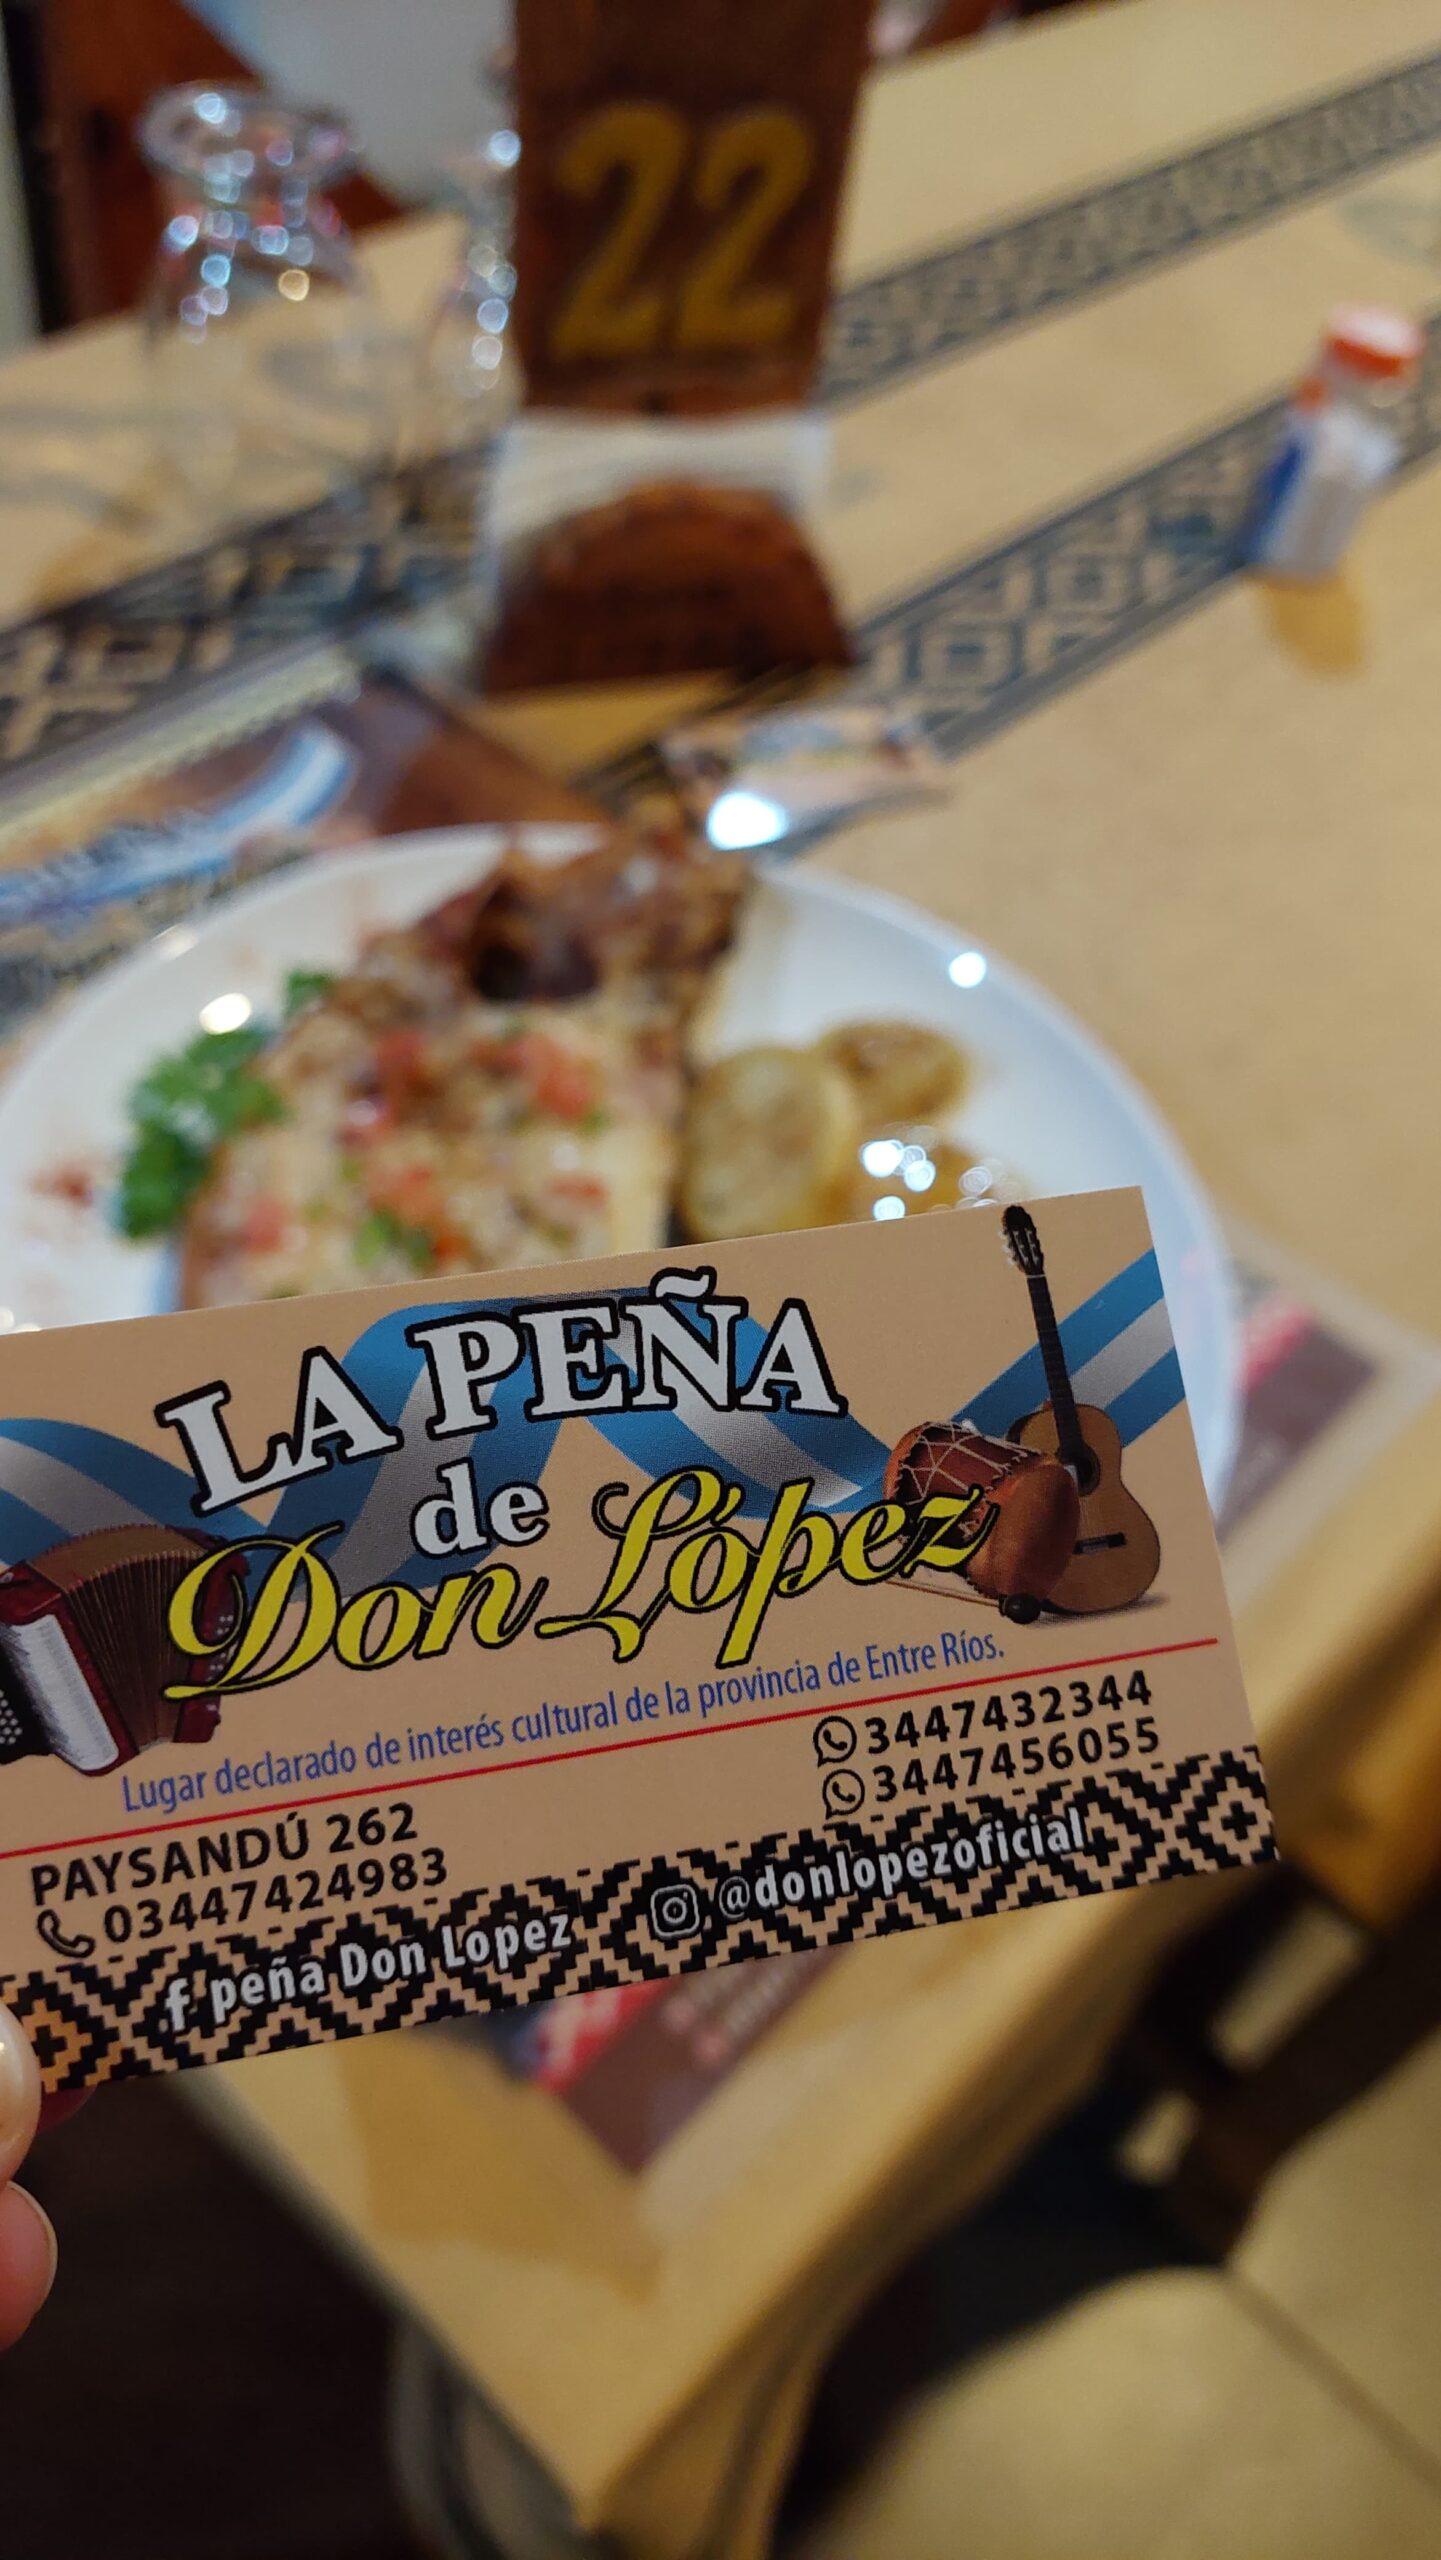 22
LA PEÑA
de
Don López
Lugar declarado de interés cultural de la provincia de Entre Ríos.
PAYSANDÚ 262
03447424983
3447432344
3447456055
f peña Don Lopez
@donlopezoficial